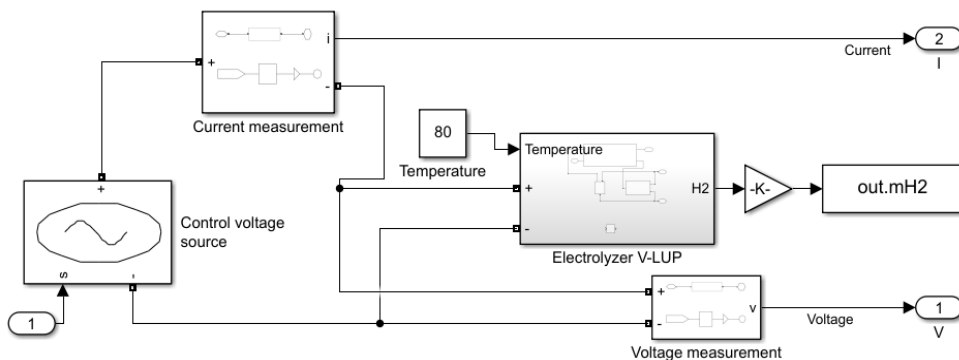 i
2
+
Current
I
-
Current measurement
80
Temperature
Temperature
+
H2
-K-
out.mH2
+
Control voltage
source
-
Electrolyzer V-LUP
s
-
+
v
1
-
Voltage
1
V
Voltage measurement